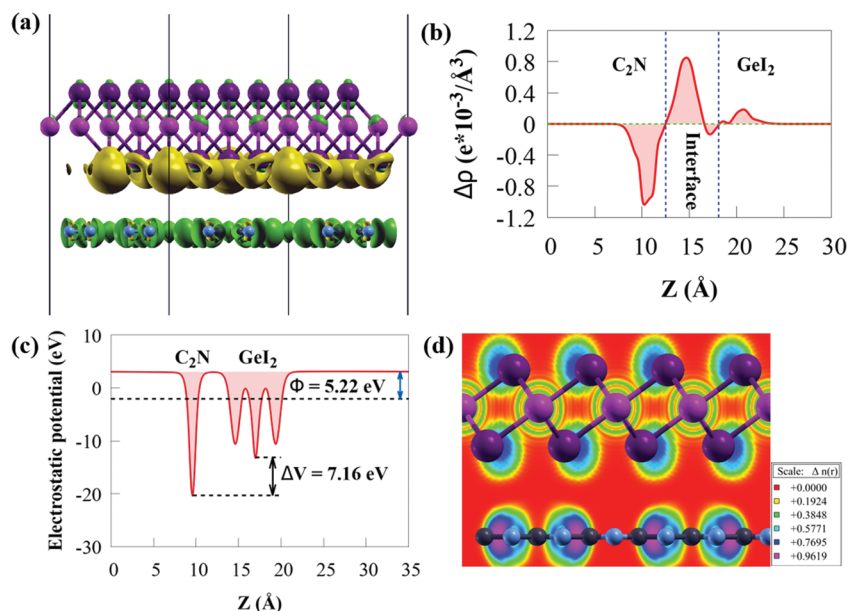 (a)
(b)
Δρ (e*10⁻³/Å³)
1.2
0.8
0.4
0
-0.4
-0.8
-1.2
C₂N
GeI₂
Interface
0 5 10 15 20 25 30
Z (Å)
(c)
Electrostatic potential (eV)
10
0
-10
-20
-30
C₂N GeI₂
Φ = 5.22 eV
ΔV = 7.16 eV
0 5 10 15 20 25 30 35
Z (Å)
(d)
Scale: Δ n(r)
+0.0000
+0.1924
+0.3848
+0.5771
+0.7695
+0.9619